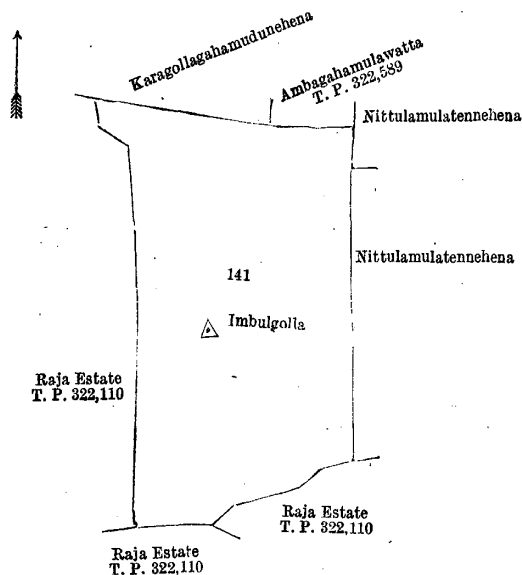 Karagollagahamudunehena
Ambagahamulawatta
T. P. 322,589
Nittulamulatennehena
Nittulamulatennehena
141
Imbulgolla
Raja Estate
T. P. 322,110
Raja Estate
T. P. 322,110
Raja Estate
T. P. 322,110